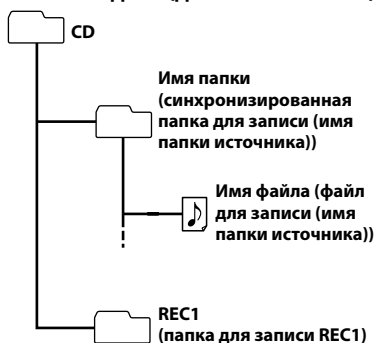 CD
Имя папки
(синхронизированная
папка для записи (имя
папки источника))
Имя файла (файл
для записи (имя
папки источника))
REC1
(папка для записи REC1)